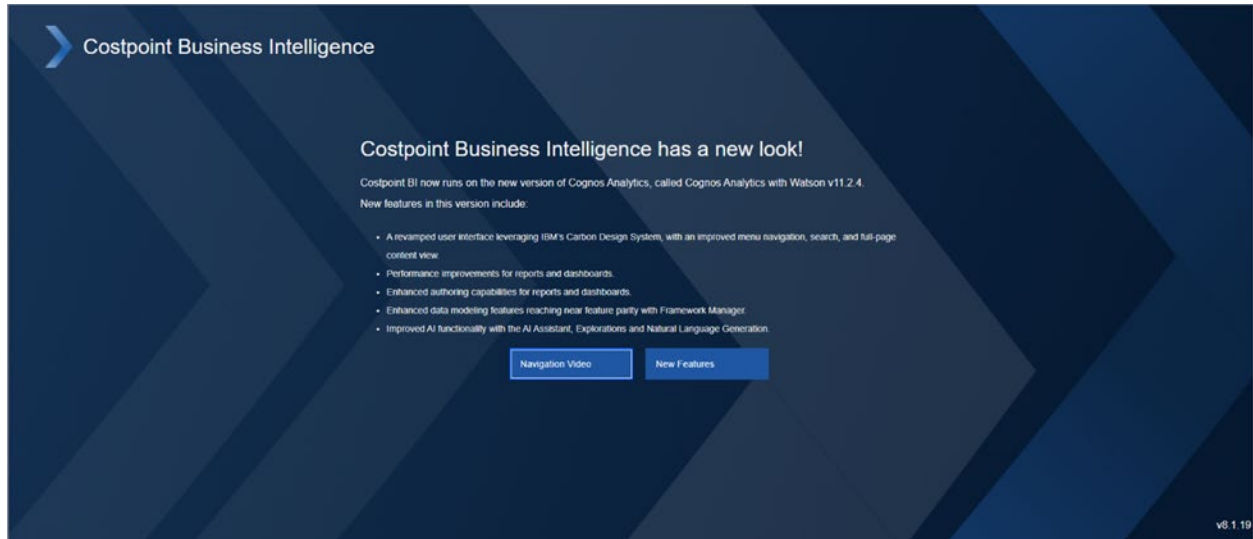 Costpoint Business Intelligence
Costpoint Business Intelligence has a new look!
Costpoint BI now runs on the new version of Cognos Analytics, called Cognos Analytics with Watson v11.2.4.
New features in this version include:
• A revamped user interface leveraging IBM's Carbon Design System, with an improved menu navigation, search, and full-page
content view.
• Performance improvements for reports and dashboards.
• Enhanced authoring capabilities for reports and dashboards.
• Enhanced data modeling features reaching near feature parity with Framework Manager.
• Improved AI functionality with the AI Assistant, Explorations and Natural Language Generation.
Navigation Video
New Features
v8.1.19